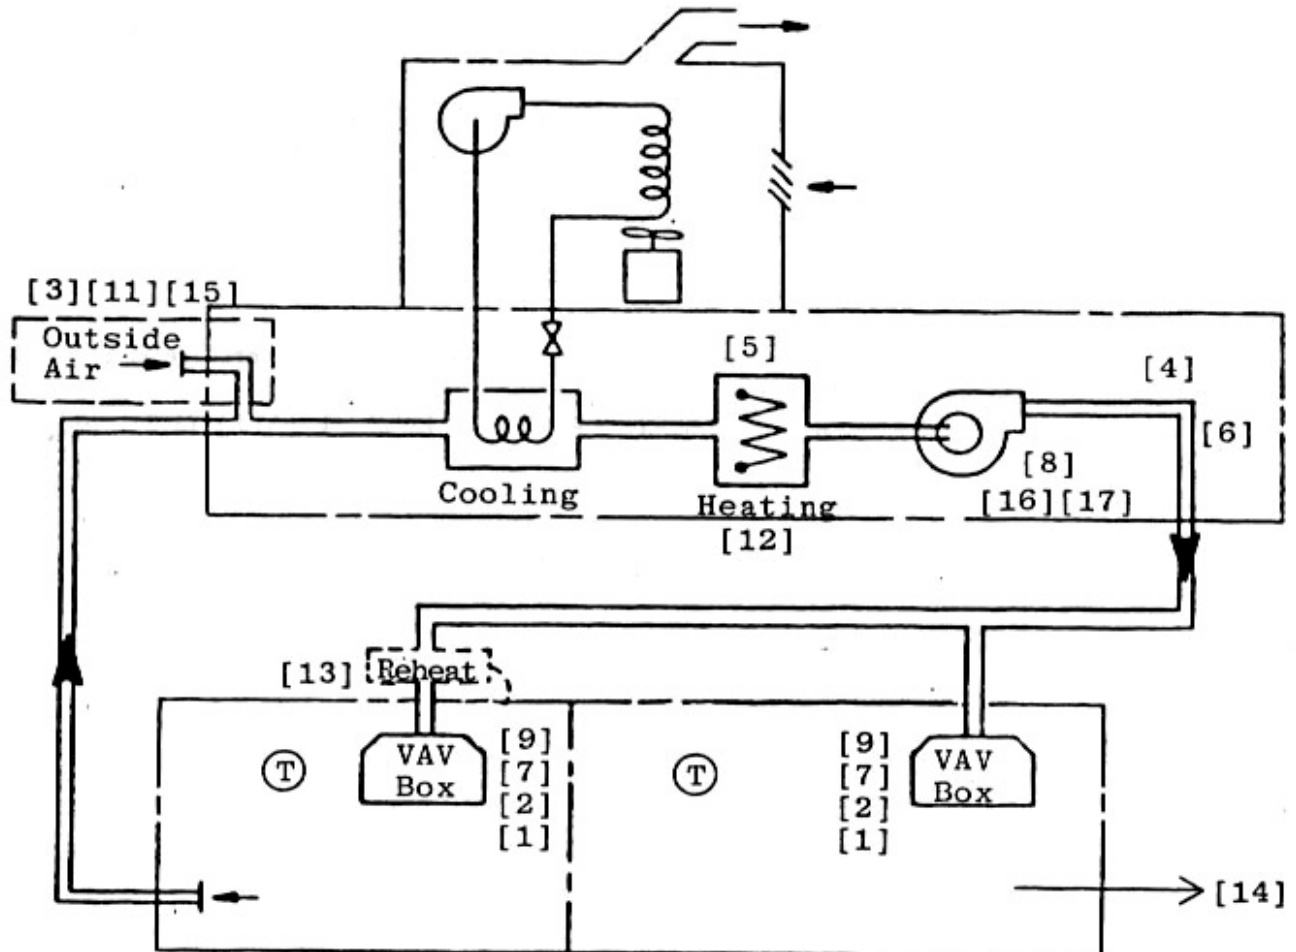 [3][11][15]
Outside
Air
[5]
[4]
[6]
Cooling
Heating
[12]
[8]
[16][17]
[13]
Reheat
T
VAV
Box
[9]
[7]
[2]
[1]
T
[9]
[7]
[2]
[1]
VAV
Box
[14]